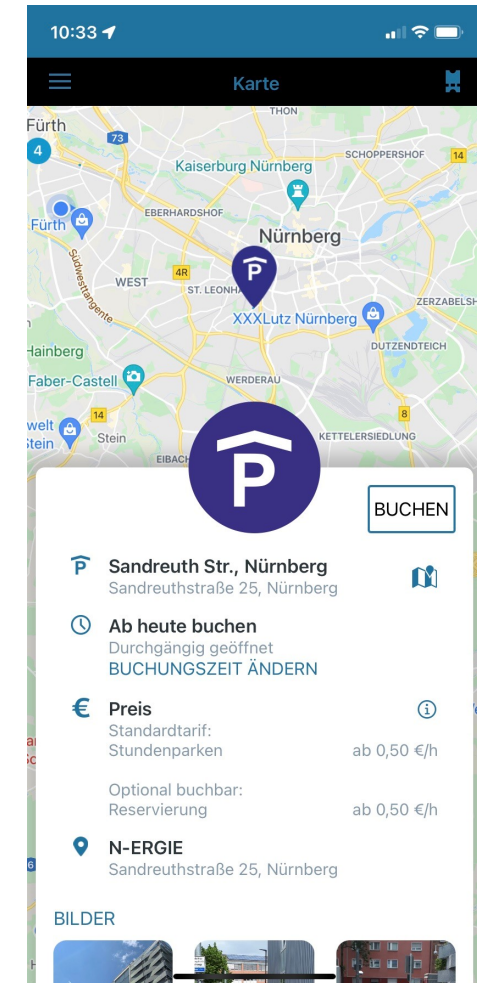 10:33
Karte
THON
Fürth
73
4
SCHOPPERSHOF
14
Kaiserburg Nürnberg
EBERHARDSHOF
Fürth
Nürnberg
P
Südwesttangente
WEST
4R
ST. LEONH
ZERZABELSH
XXXLutz Nürnberg
DUTZENDTEICH
Hainberg
Faber-Castell
WERDERAU
14
8
welt
Stein
Stein
KETTELERSIEDLUNG
EIBACH
P
BUCHEN
P
Sandreuth Str., Nürnberg
Sandreuthstraße 25, Nürnberg
Ab heute buchen
Durchgängig geöffnet
BUCHUNGSZEIT ÄNDERN
€ Preis
Standardtarif:
Stundenparken ab 0,50 €/h
Optional buchbar:
Reservierung ab 0,50 €/h
N-ERGIE
Sandreuthstraße 25, Nürnberg
6
BILDER